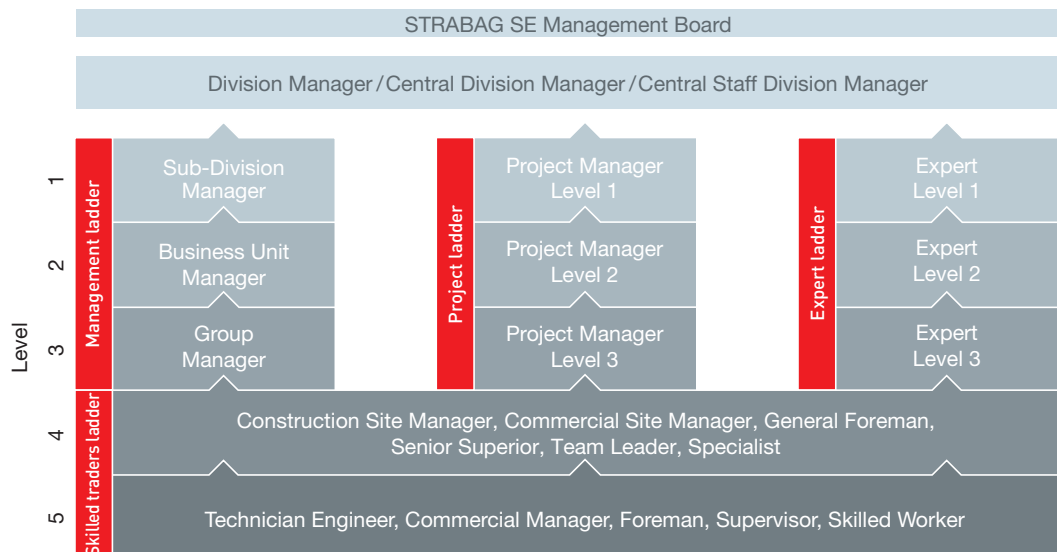 STRABAG SE Management Board
Division Manager/Central Division Manager/Central Staff Division Manager
Level
1
2
3
4
5
Management ladder
Sub-Division
Manager
Business Unit
Manager
Group
Manager
Project ladder
Project Manager
Level 1
Project Manager
Level 2
Project Manager
Level 3
Expert ladder
Expert
Level 1
Expert
Level 2
Expert
Level 3
Skilled traders ladder
Construction Site Manager, Commercial Site Manager, General Foreman,
Senior Superior, Team Leader, Specialist
Technician Engineer, Commercial Manager, Foreman, Supervisor, Skilled Worker